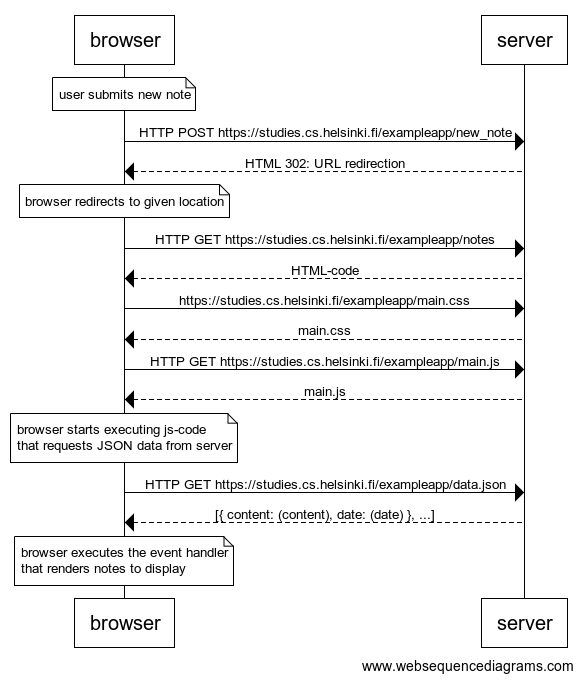 browser
server
user submits new note
HTTP POST https://studies.cs.helsinki.fi/exampleapp/new_note
HTML 302: URL redirection
browser redirects to given location
HTTP GET https://studies.cs.helsinki.fi/exampleapp/notes
HTML-code
https://studies.cs.helsinki.fi/exampleapp/main.css
main.css
HTTP GET https://studies.cs.helsinki.fi/exampleapp/main.js
main.js
browser starts executing js-code
that requests JSON data from server
HTTP GET https://studies.cs.helsinki.fi/exampleapp/data.json
[{ content: (content), date: (date) }, ...]
browser executes the event handler
that renders notes to display
browser
server
www.websequencediagrams.com